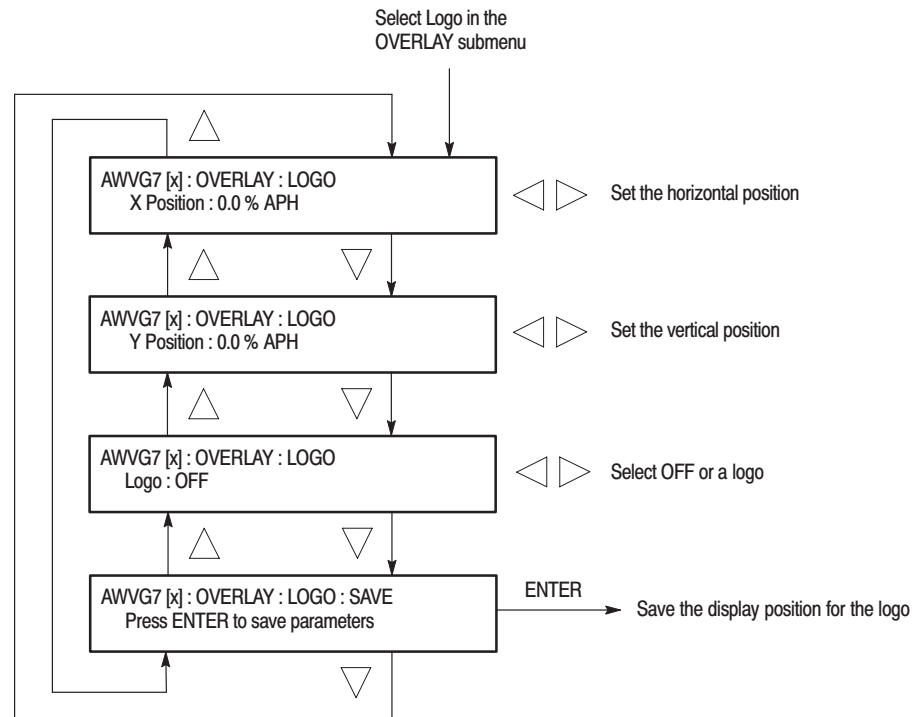 Select Logo in the
OVERLAY submenu
AWVG7 [x] : OVERLAY : LOGO
X Position : 0.0 % APH
Set the horizontal position
AWVG7 [x] : OVERLAY : LOGO
Y Position : 0.0 % APH
Set the vertical position
AWVG7 [x] : OVERLAY : LOGO
Logo : OFF
Select OFF or a logo
AWVG7 [x] : OVERLAY : LOGO : SAVE
Press ENTER to save parameters
ENTER
Save the display position for the logo